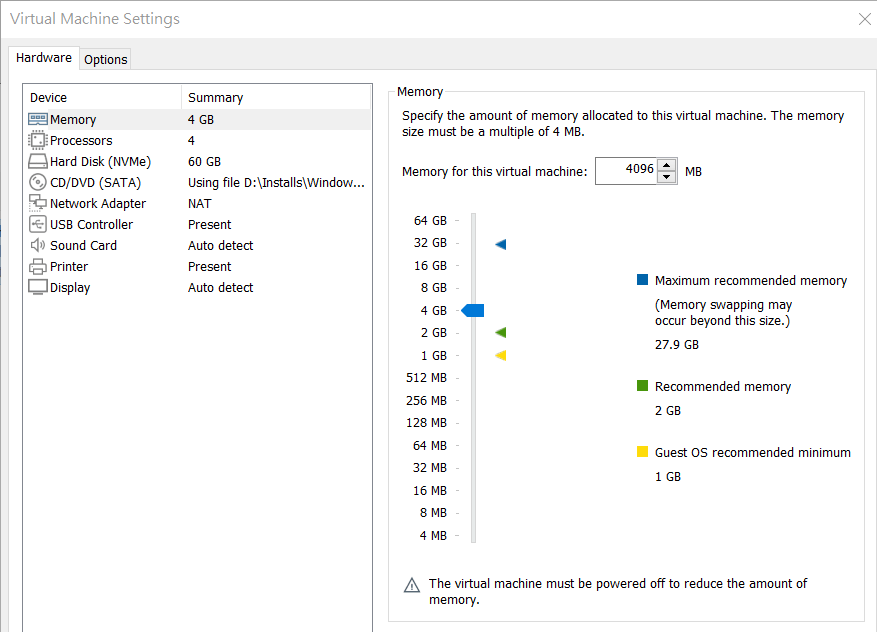 Virtual Machine Settings
Hardware Options
Device Summary
Memory 4 GB
Processors 4
Hard Disk (NVMe) 60 GB
CD/DVD (SATA) Using file D:\Installs\Window...
Network Adapter NAT
USB Controller Present
Sound Card Auto detect
Printer Present
Display Auto detect
Memory
Specify the amount of memory allocated to this virtual machine. The memory
size must be a multiple of 4 MB.
Memory for this virtual machine: 4096 MB
64 GB
32 GB
16 GB
8 GB
4 GB
2 GB
1 GB
512 MB
256 MB
128 MB
64 MB
32 MB
16 MB
8 MB
4 MB
Maximum recommended memory
(Memory swapping may
occur beyond this size.)
27.9 GB
Recommended memory
2 GB
Guest OS recommended minimum
1 GB
The virtual machine must be powered off to reduce the amount of
memory.